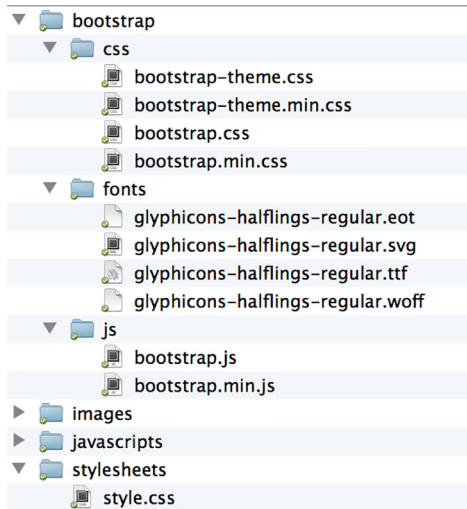 bootstrap
css
bootstrap-theme.css
bootstrap-theme.min.css
bootstrap.css
bootstrap.min.css
fonts
glyphicons-halflings-regular.eot
glyphicons-halflings-regular.svg
glyphicons-halflings-regular.ttf
glyphicons-halflings-regular.woff
js
bootstrap.js
bootstrap.min.js
images
javascripts
stylesheets
style.css